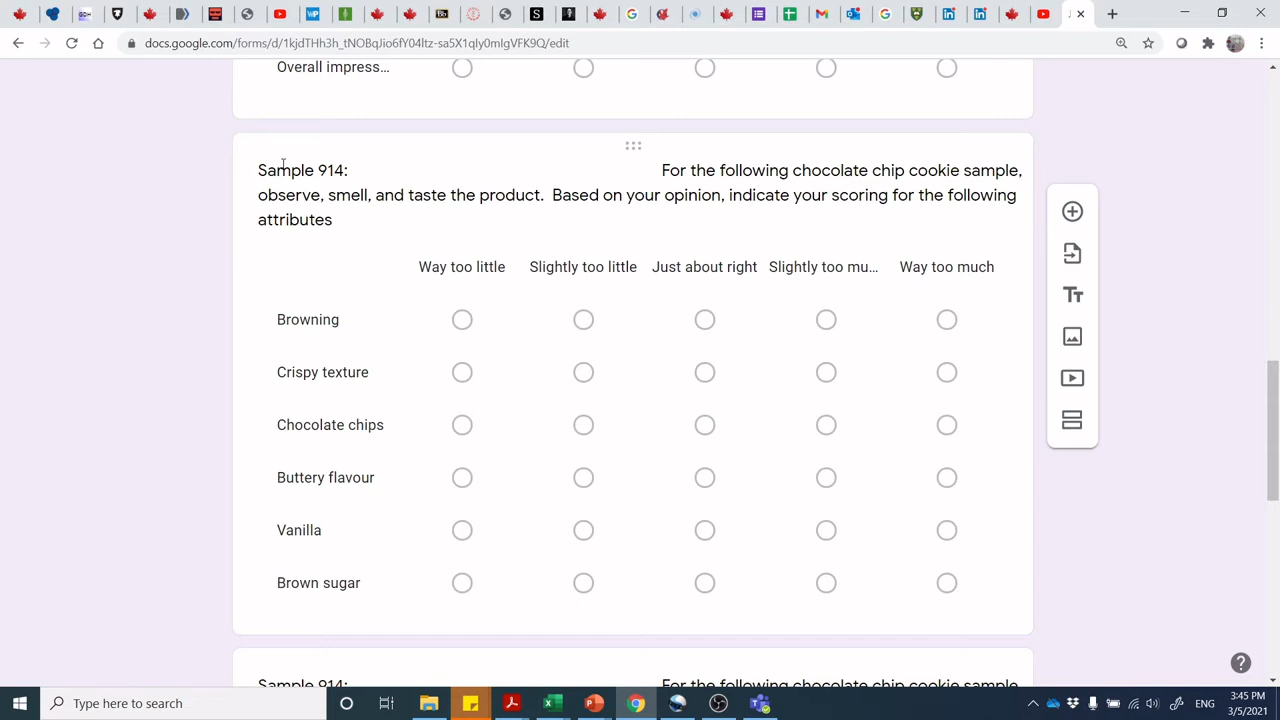 docs.google.com/forms/d/1kjdTHh3h_tNOBqJio6fY04ltz-sa5X1qly0mIgVFK9Q/edit
Overall impress...
Sample 914: For the following chocolate chip cookie sample,
observe, smell, and taste the product. Based on your opinion, indicate your scoring for the following
attributes
Way too little Slightly too little Just about right Slightly too mu... Way too much
Browning
Crispy texture
Chocolate chips
Buttery flavour
Vanilla
Brown sugar
Sample 914: For the following chocolate chip cookie sample,
Type here to search
ENG
3:45 PM
3/5/2021